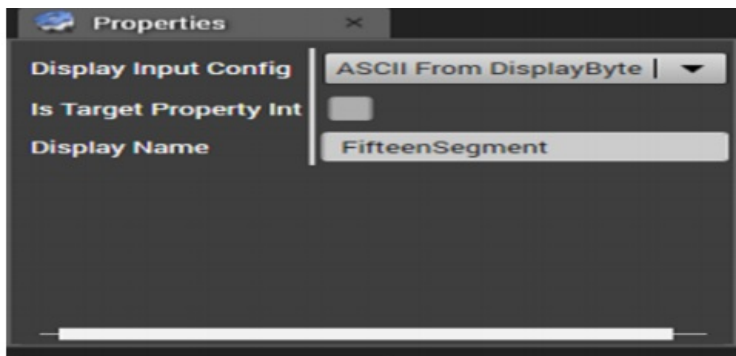 Properties
Display Input Config ASCII From DisplayByte |
Is Target Property Int
Display Name FifteenSegment